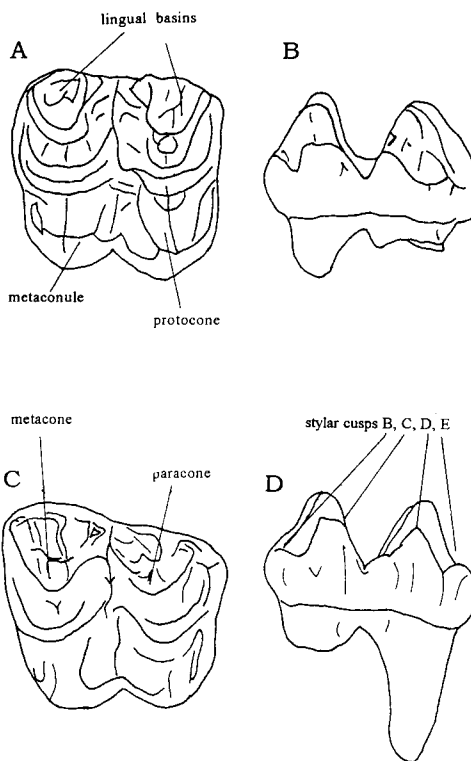 lingual basins
A
B
metaconule
protocone
metacone
paracone
C
stylar cusps B, C, D, E
D